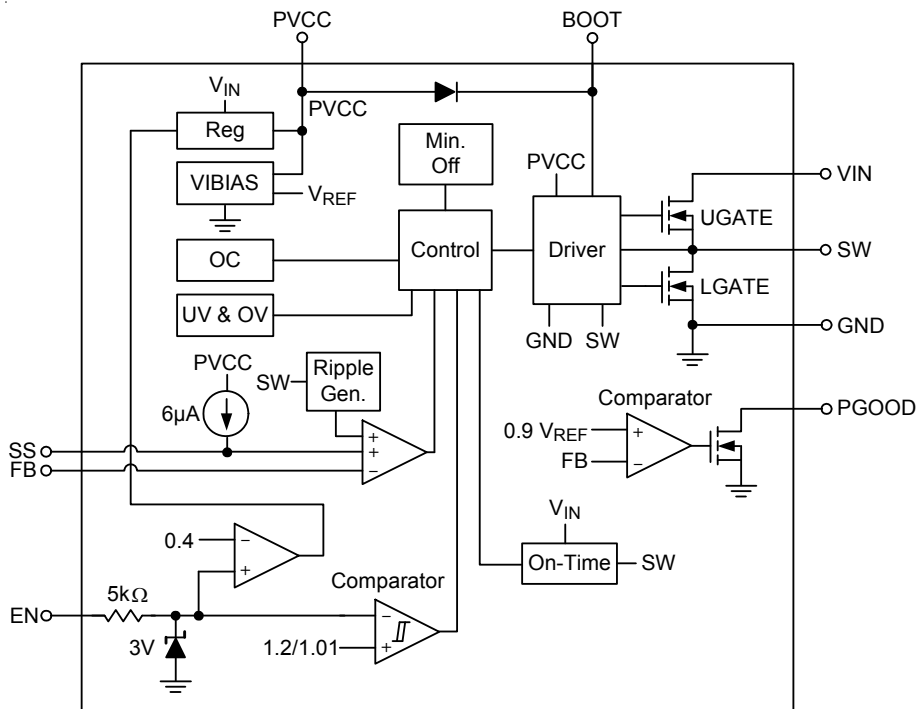 PVCC
BOOT
VIN
PVCC
Reg
Min.
Off
VIBIAS
VREF
PVCC
VIN
UGATE
Control
Driver
SW
OC
LGATE
UV & OV
GND
SW
GND
PVCC
SW
Ripple
Gen.
6µA
Comparator
PGOOD
+
0.9 VREF
+
SS
+
FB
−
FB
−
VIN
0.4
−
+
On-Time
SW
5kΩ
Comparator
EN
−
3V
1.2/1.01
+